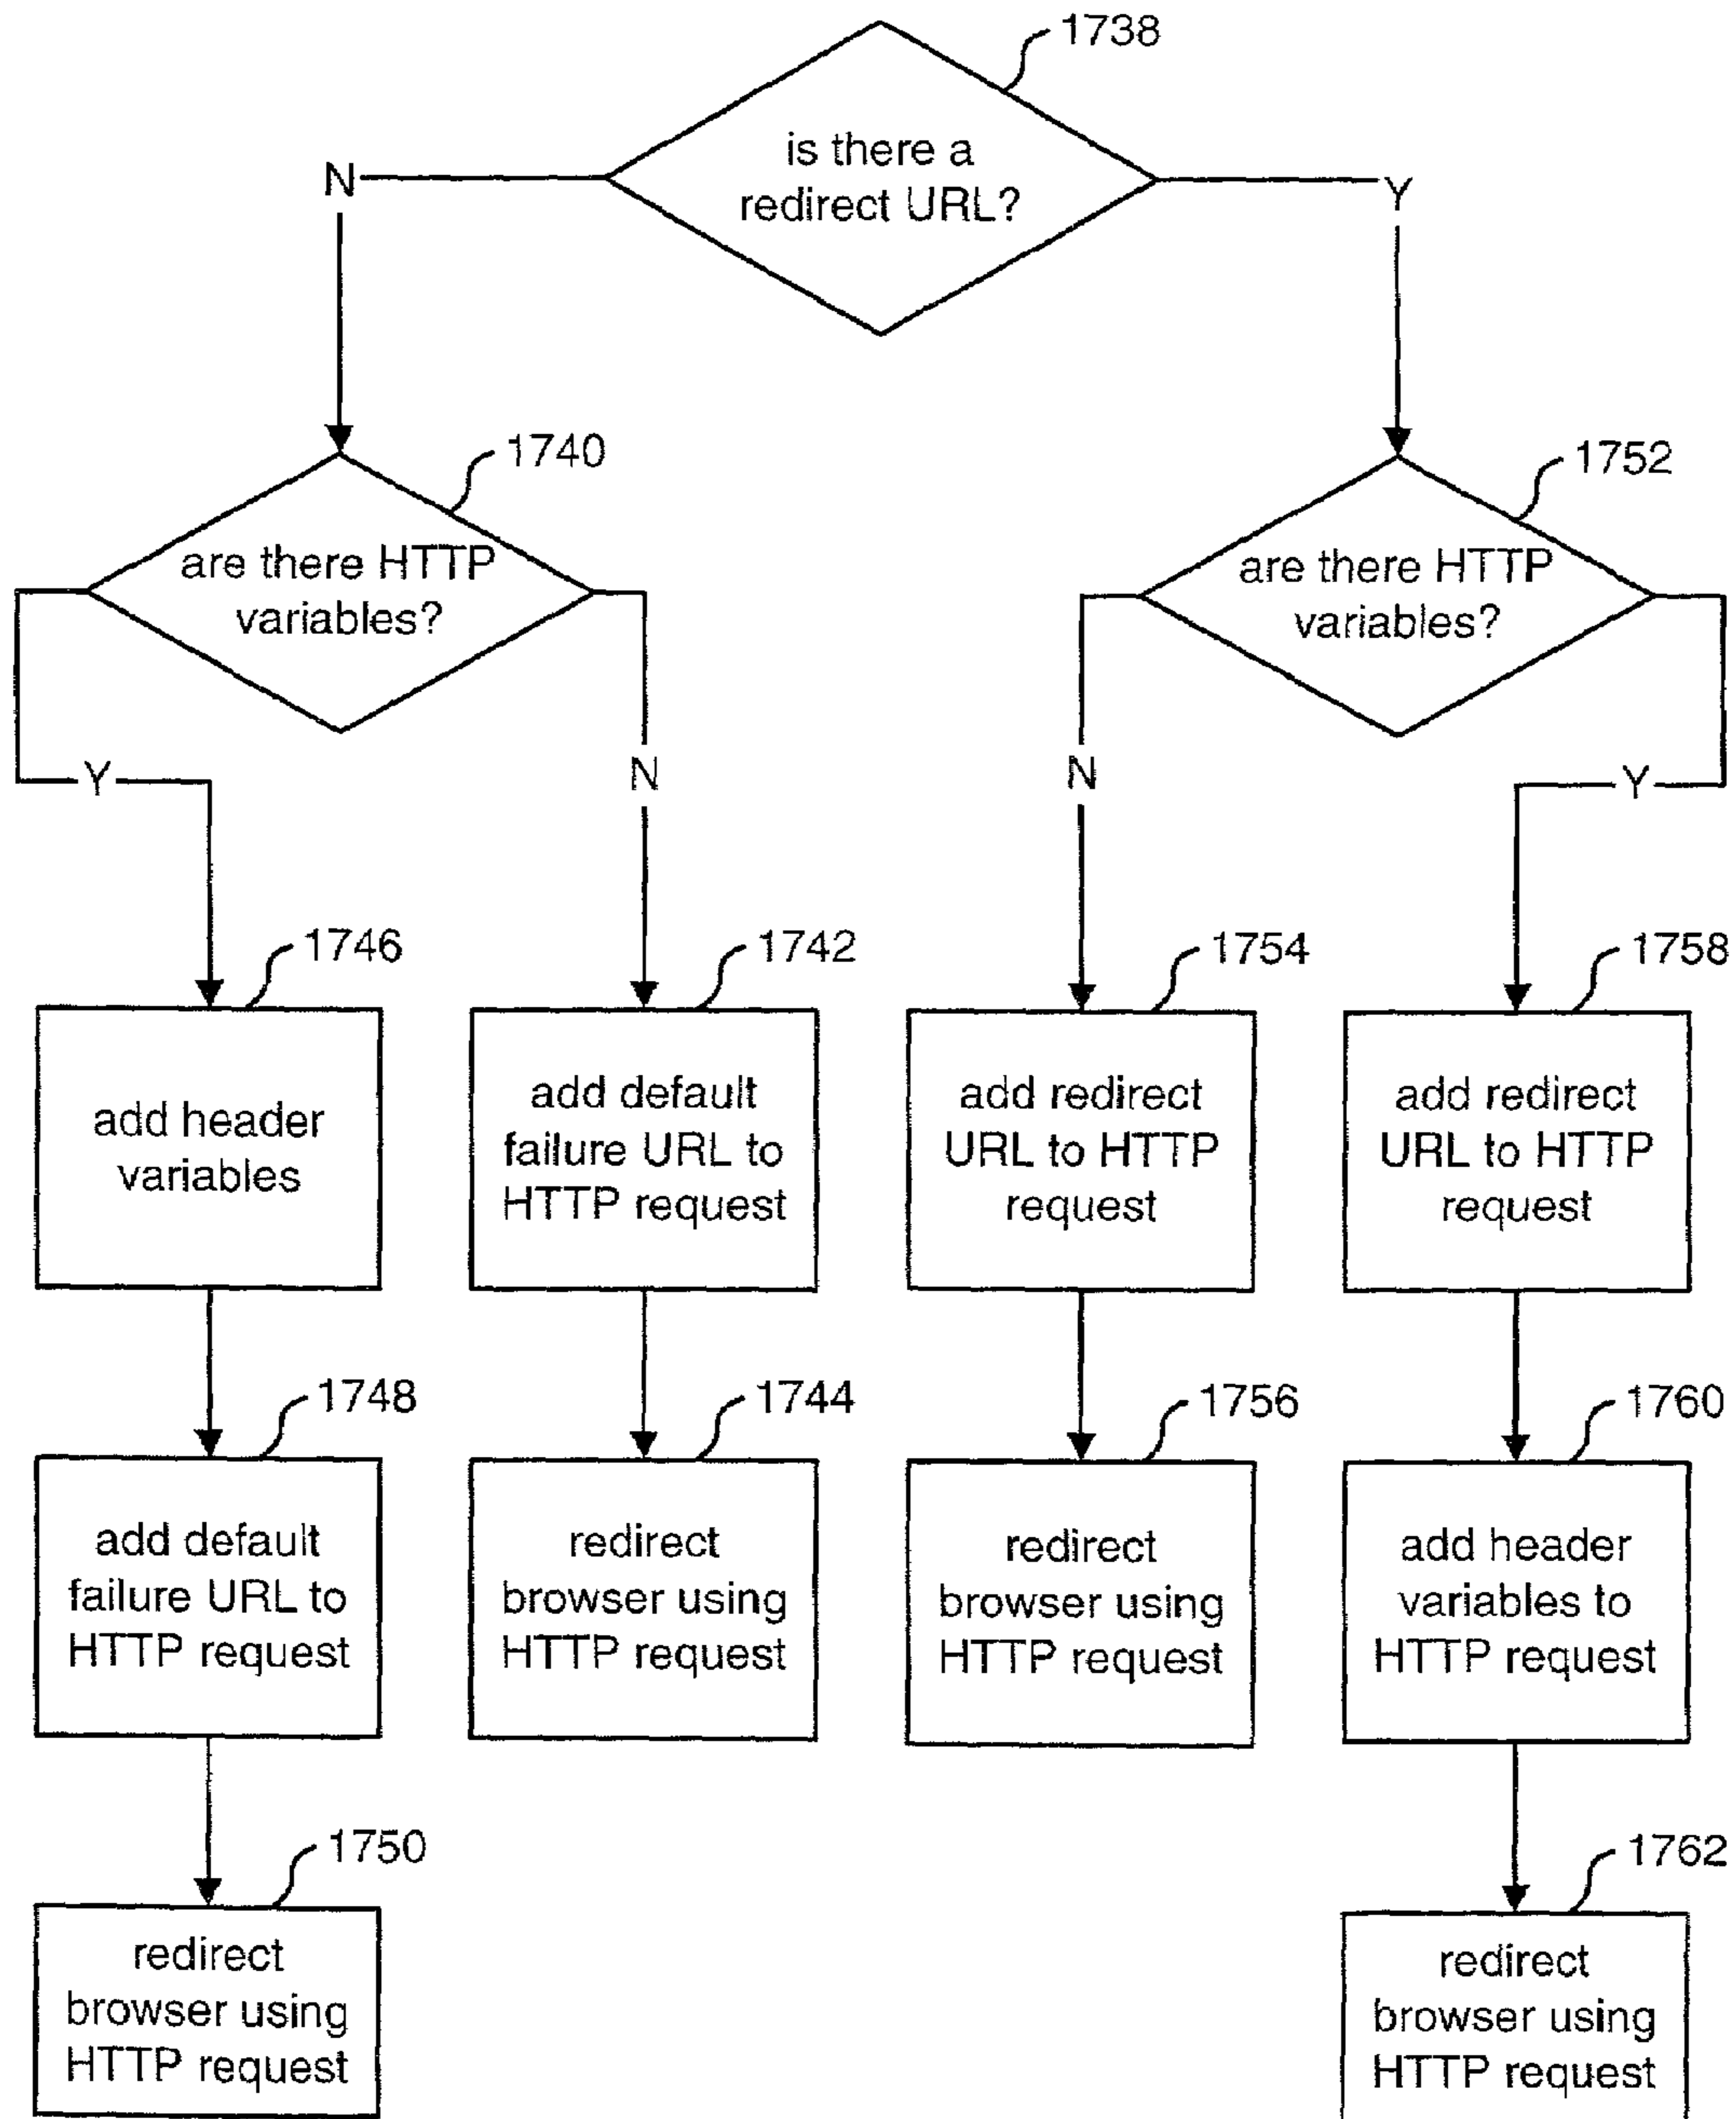 1738
is there a
redirect URL?
N
Y
1740
are there HTTP
variables?
1752
are there HTTP
variables?
Y
N
N
Y
1746
add header
variables
1742
add default
failure URL to
HTTP request
1754
add redirect
URL to HTTP
request
1758
add redirect
URL to HTTP
request
1748
add default
failure URL to
HTTP request
1744
redirect
browser using
HTTP request
1756
redirect
browser using
HTTP request
1760
add header
variables to
HTTP request
1750
redirect
browser using
HTTP request
1762
redirect
browser using
HTTP request